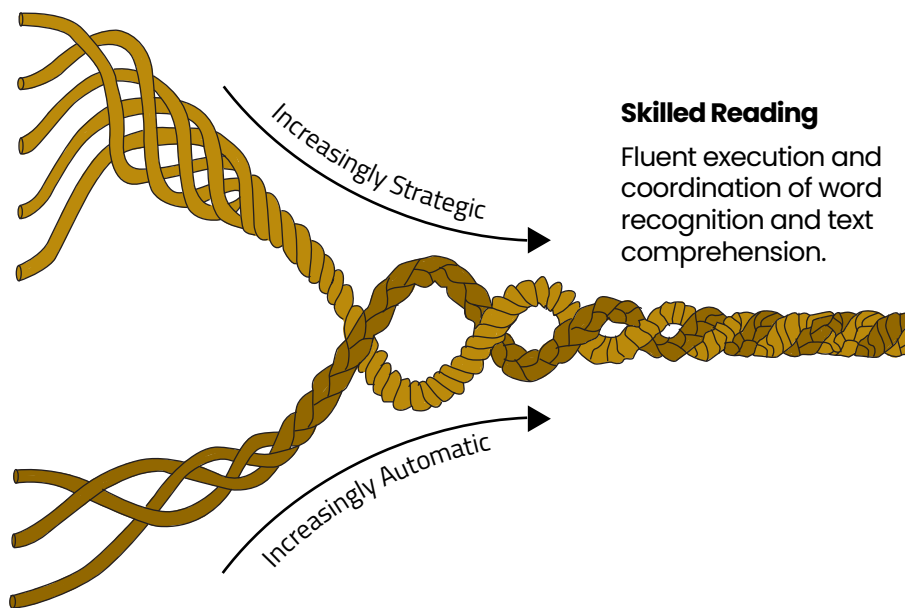 Increasingly Strategic
Skilled Reading
Fluent execution and
coordination of word
recognition and text
comprehension.
Increasingly Automatic